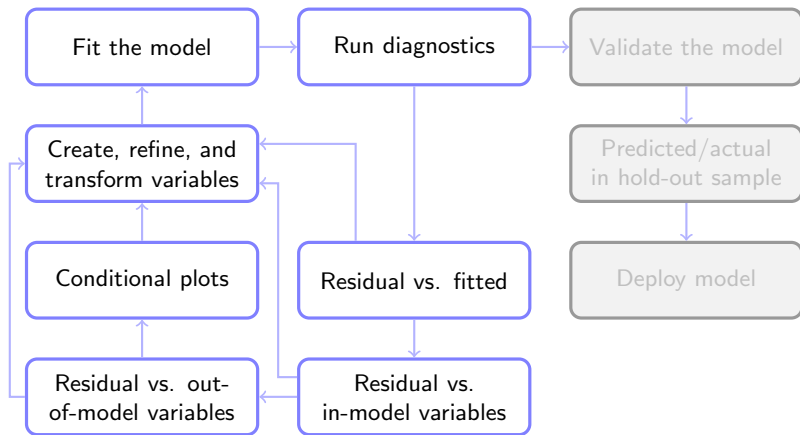 Fit the model
Run diagnostics
Validate the model
Create, refine, and
transform variables
Predicted/actual
in hold-out sample
Conditional plots
Residual vs. fitted
Deploy model
Residual vs. out-
of-model variables
Residual vs.
in-model variables